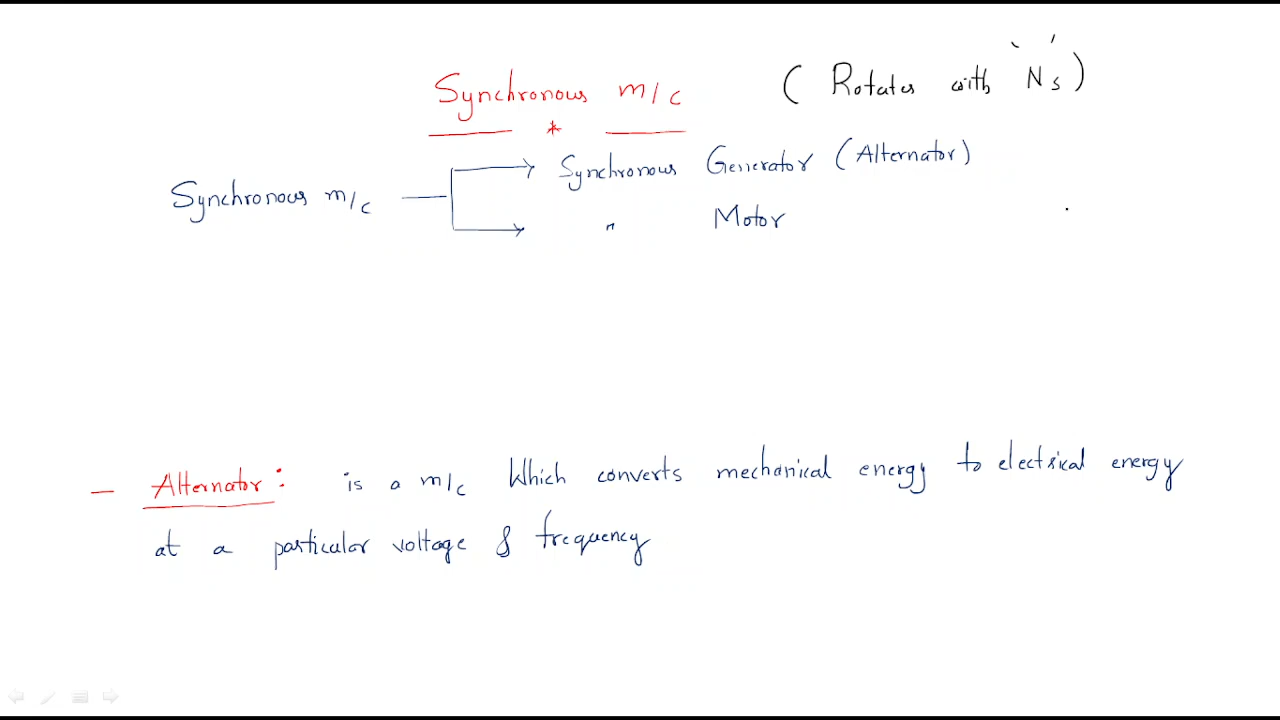 Synchronous m/c ( Rotates with ` Ns ')
*
Synchronous m/c → Synchronous Generator (Alternator)
→ " Motor
— Alternator : is a m/c Which converts mechanical energy to electrical energy
at a particular voltage & frequency